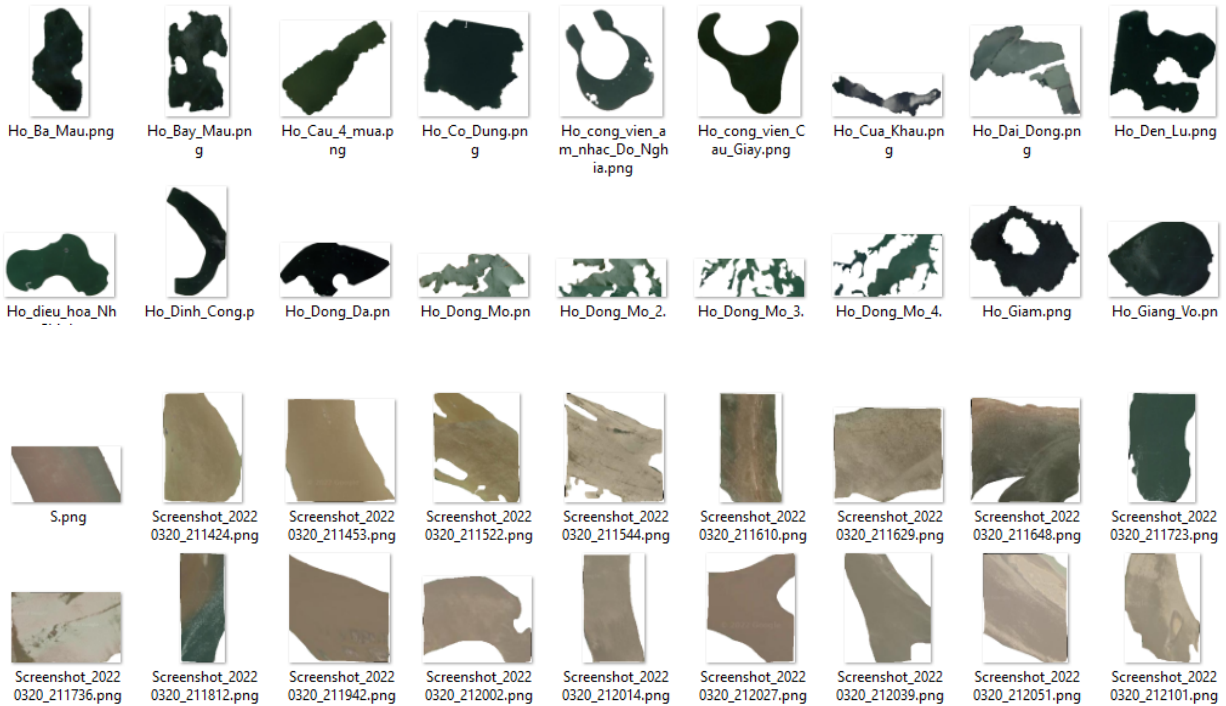 Ho_Ba_Mau.png
Ho_Bay_Mau.pn
g
Ho_Cau_4_mua.p
ng
Ho_Co_Dung.pn
g
Ho_cong_vien_a
m_nhac_Do_Ngh
ia.png
Ho_cong_vien_C
au_Giay.png
Ho_Cua_Khau.pn
g
Ho_Dai_Dong.pn
g
Ho_Den_Lu.png
Ho_dieu_hoa_Nh
Ho_Dinh_Cong.p
Ho_Dong_Da.pn
Ho_Dong_Mo.pn
Ho_Dong_Mo_2.
Ho_Dong_Mo_3.
Ho_Dong_Mo_4.
Ho_Giam.png
Ho_Giang_Vo.pn
S.png
Screenshot_2022
0320_211424.png
Screenshot_2022
0320_211453.png
Screenshot_2022
0320_211522.png
Screenshot_2022
0320_211544.png
Screenshot_2022
0320_211610.png
Screenshot_2022
0320_211629.png
Screenshot_2022
0320_211648.png
Screenshot_2022
0320_211723.png
Screenshot_2022
0320_211736.png
Screenshot_2022
0320_211812.png
Screenshot_2022
0320_211942.png
Screenshot_2022
0320_212002.png
Screenshot_2022
0320_212014.png
Screenshot_2022
0320_212027.png
Screenshot_2022
0320_212039.png
Screenshot_2022
0320_212051.png
Screenshot_2022
0320_212101.png